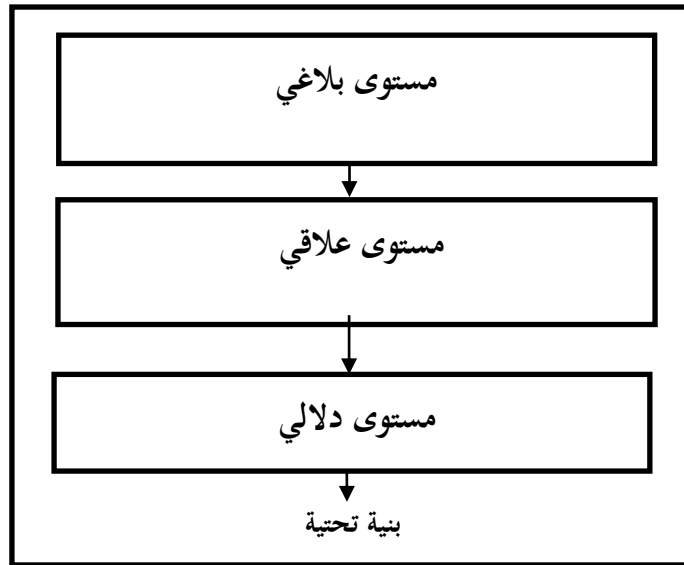 مستوى بلاغي
مستوى علاقي
مستوى دلالي
بنية تحتية